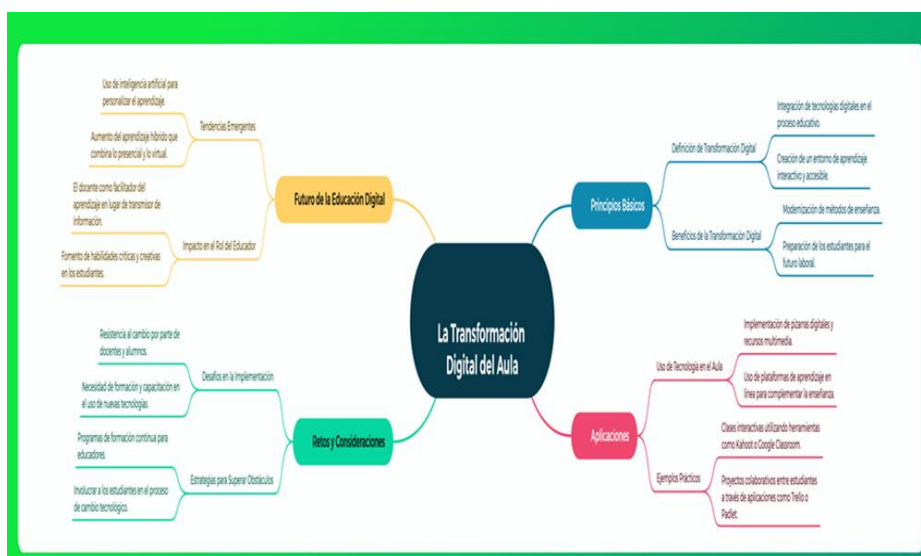 La Transformación
Digital del Aula
Principios Básicos
Definición de Transformación Digital
Integración de tecnologías digitales en el
proceso educativo.
Creación de un entorno de aprendizaje
interactivo y accesible.
Beneficios de la Transformación Digital
Modernización de métodos de enseñanza.
Preparación de los estudiantes para el
futuro laboral.
Aplicaciones
Uso de Tecnología en el Aula
Implementación de pizarras digitales y
recursos multimedia.
Uso de plataformas de aprendizaje en
línea para complementar la enseñanza.
Ejemplos Prácticos
Clases interactivas utilizando herramientas
como Kahoot o Google Classroom.
Proyectos colaborativos entre estudiantes
a través de aplicaciones como Trello o
Padlet.
Futuro de la Educación Digital
Tendencias Emergentes
Uso de inteligencia artificial para
personalizar el aprendizaje.
Aumento del aprendizaje híbrido que
combina lo presencial y lo virtual.
Impacto en el Rol del Educador
El docente como facilitador del
aprendizaje en lugar de transmisor de
información.
Fomento de habilidades críticas y creativas
en los estudiantes.
Retos y Consideraciones
Desafíos en la Implementación
Resistencia al cambio por parte de
docentes y alumnos.
Necesidad de formación y capacitación en
el uso de nuevas tecnologías.
Estrategias para Superar Obstáculos
Programas de formación continua para
educadores.
Involucrar a los estudiantes en el proceso
de cambio tecnológico.